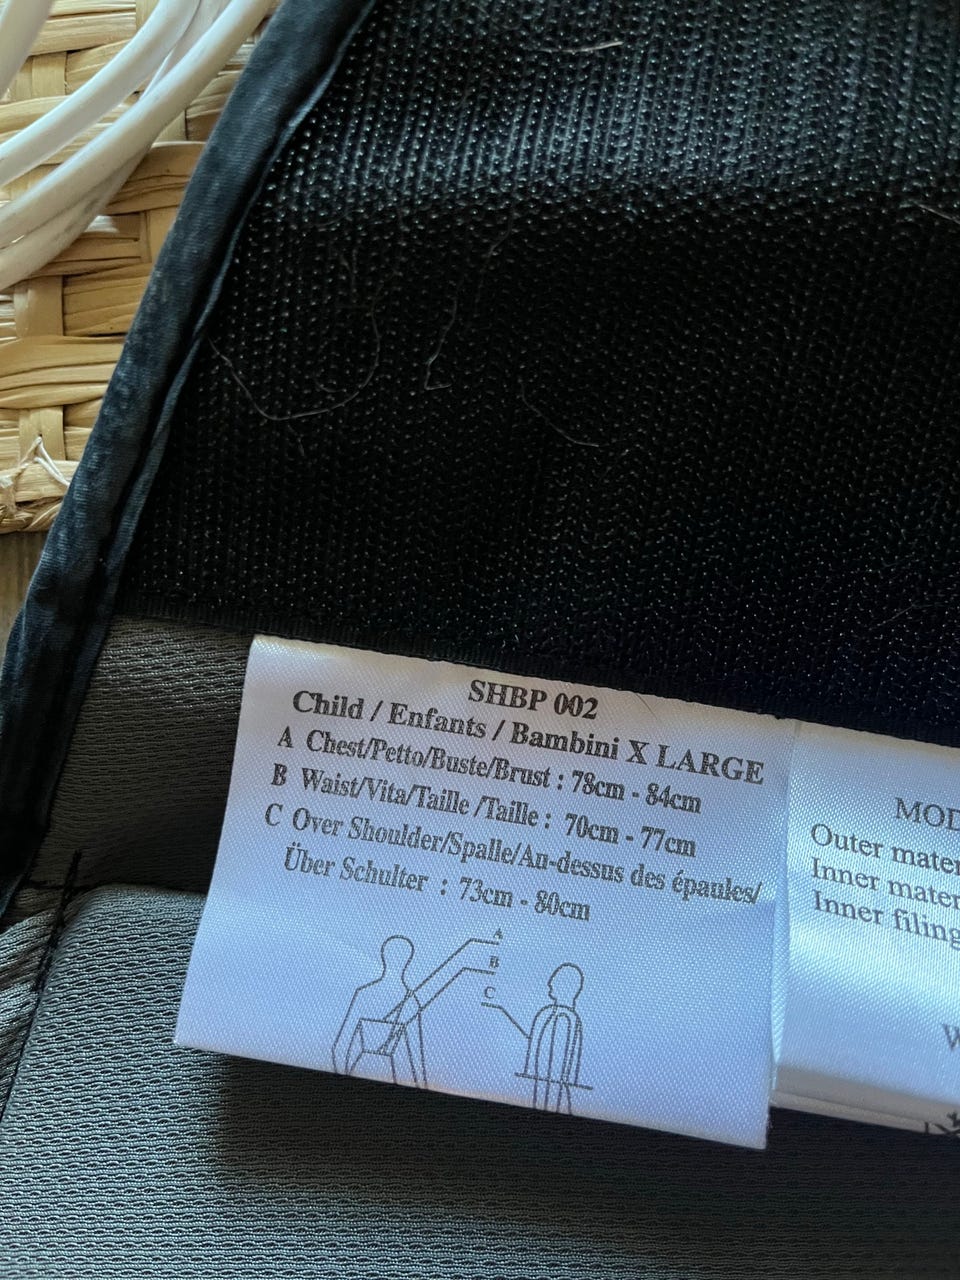 SHBP 002
Child / Enfants / Bambini X LARGE
A Chest/Petto/Buste/Brust : 78cm - 84cm
B Waist/Vita/Taille /Taille : 70cm - 77cm
C Over Shoulder/Spalle/Au-dessus des épaules/
Über Schulter : 73cm - 80cm
A
B
C
MOD
Outer mater
Inner mater
Inner filing
W